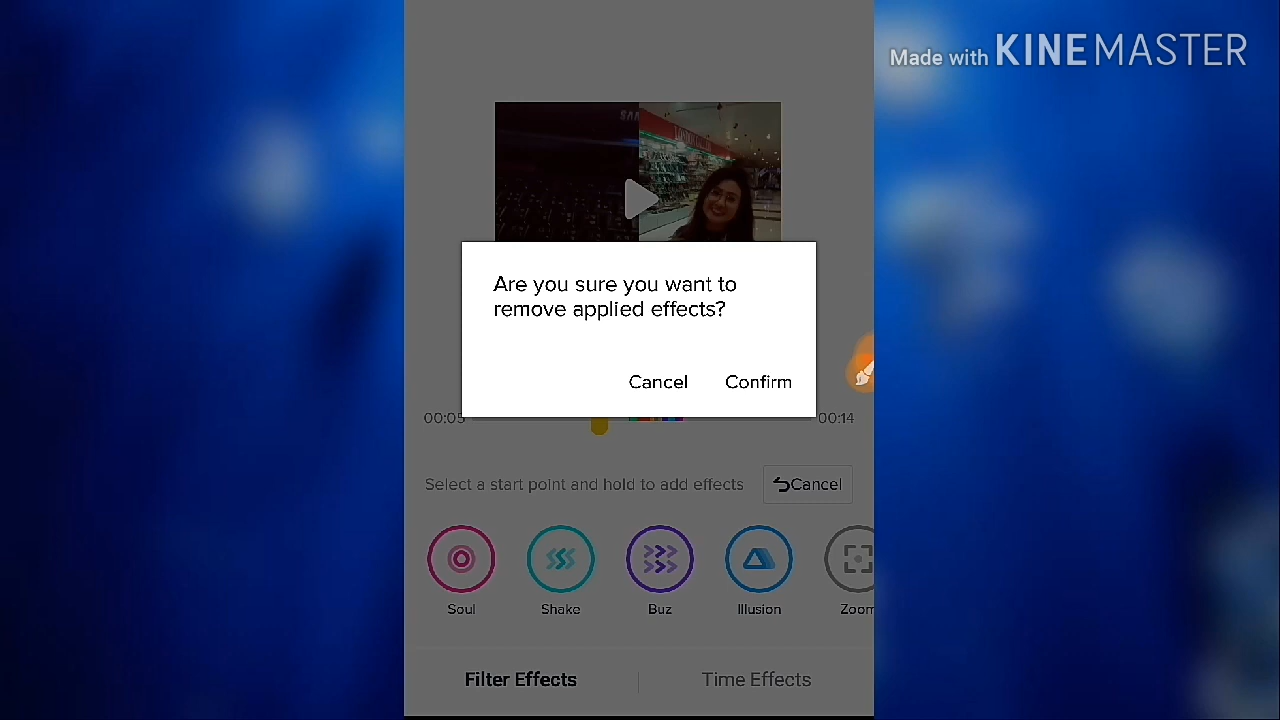 Made with KINEMASTER
SAM
Are you sure you want to
remove applied effects?
Cancel Confirm
00:05 00:14
Select a start point and hold to add effects Cancel
Soul Shake Buz Illusion Zoom
Filter Effects Time Effects